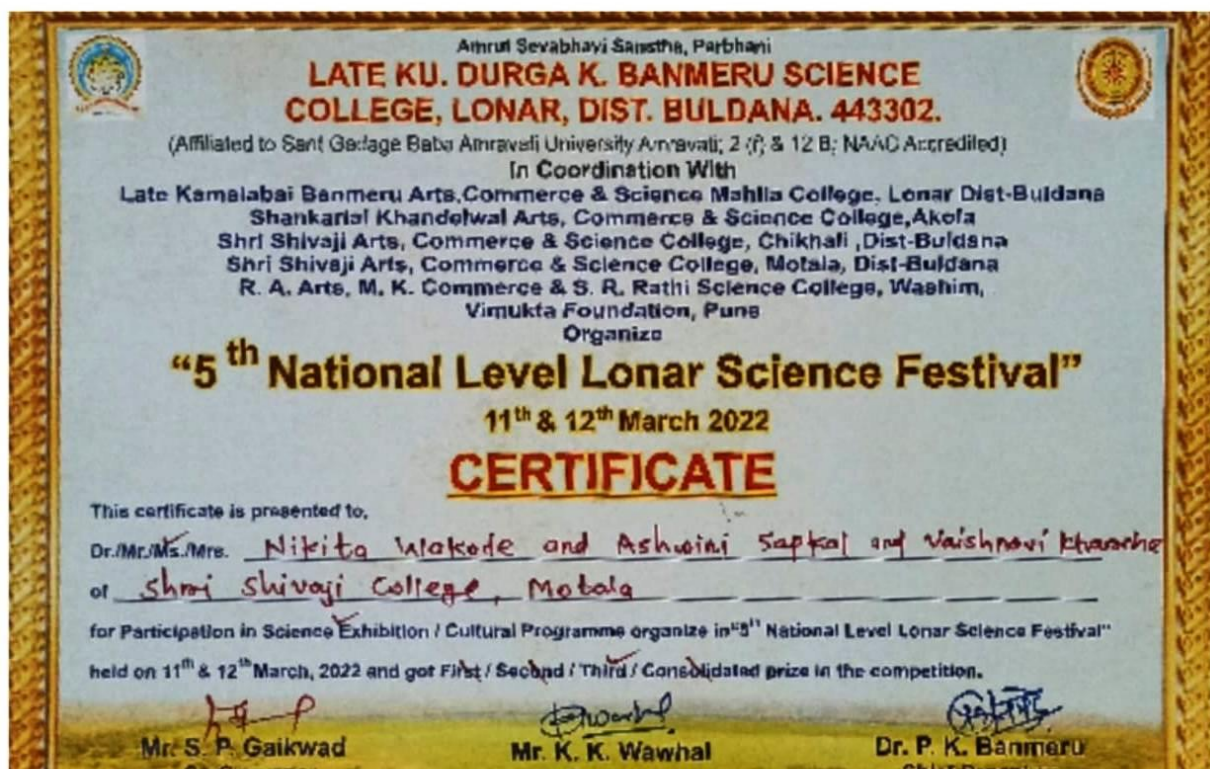 Amrut Sevabhavi Sanstha, Parbhani
LATE KU. DURGA K. BANMERU SCIENCE
COLLEGE, LONAR, DIST. BULDANA. 443302.
(Affiliated to Sant Gadage Baba Amravati University Amravati; 2 (f) & 12 B; NAAC Accredited)
In Coordination With
Late Kamalabai Banmeru Arts,Commerce & Science Mahila College, Lonar Dist-Buldana
Shankarlal Khandelwal Arts, Commerce & Science College,Akola
Shri Shivaji Arts, Commerce & Science College, Chikhali ,Dist-Buldana
Shri Shivaji Arts, Commerce & Science College, Motala, Dist-Buldana
R. A. Arts, M. K. Commerce & S. R. Rathi Science College, Washim,
Vimukta Foundation, Pune
Organize
“5 th National Level Lonar Science Festival”
11th & 12th March 2022
CERTIFICATE
This certificate is presented to,
Dr./Mr./Ms./Mrs. Nikita Wakode and Ashwini Sapkal and Vaishnavi Kharche
of Shri Shivaji College, Motala
for Participation in Science Exhibition / Cultural Programme organize in“5th National Level Lonar Science Festival”
held on 11th & 12th March, 2022 and got First / Second / Third / Consolidated prize in the competition.
Mr. S. P. Gaikwad Mr. K. K. Wawhal Dr. P. K. Banmeru